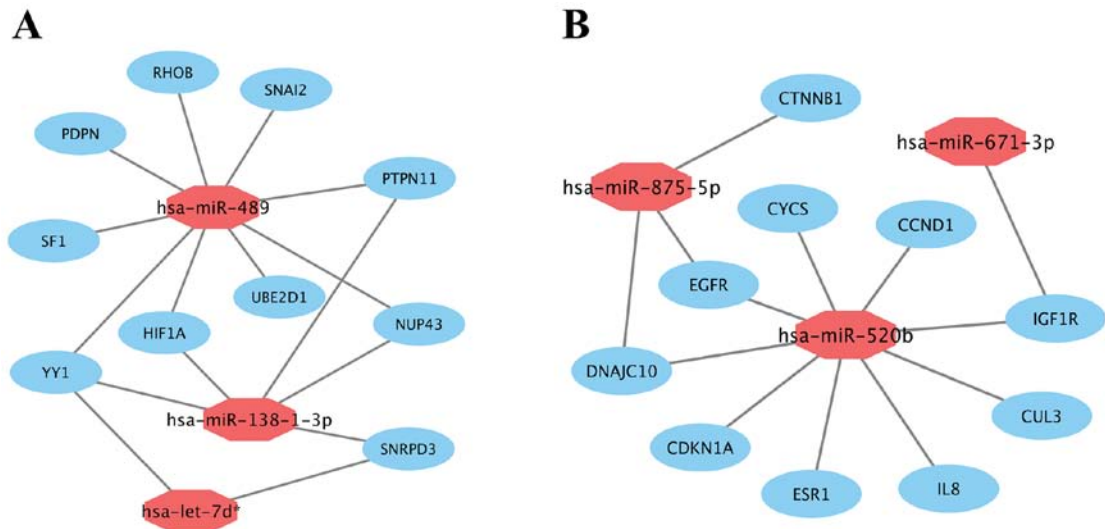 A
RHOB
SNAI2
PDPN
PTPN11
hsa-miR-489
SF1
UBE2D1
HIF1A
NUP43
YY1
hsa-miR-138-1-3p
SNRPD3
hsa-let-7d*
B
CTNNB1
hsa-miR-671-3p
hsa-miR-875-5p
CYCS
CCND1
EGFR
IGF1R
hsa-miR-520b
DNAJC10
CUL3
CDKN1A
IL8
ESR1